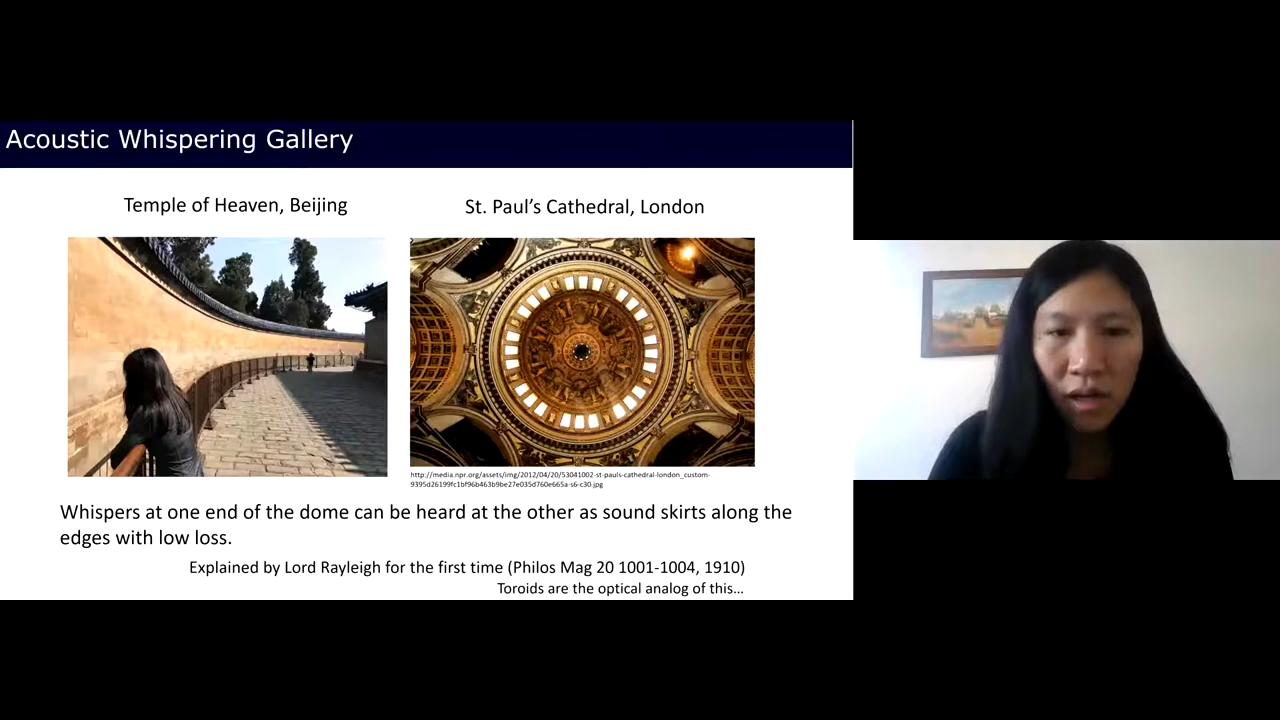 Acoustic Whispering Gallery
Temple of Heaven, Beijing
St. Paul’s Cathedral, London
http://media.npr.org/assets/img/2012/04/20/53041002-st-pauls-cathedral-london_custom-
9395d26199fc1bf96b463b9be27e035d760e665a-s6-c30.jpg
Whispers at one end of the dome can be heard at the other as sound skirts along the
edges with low loss.
Explained by Lord Rayleigh for the first time (Philos Mag 20 1001-1004, 1910)
Toroids are the optical analog of this…